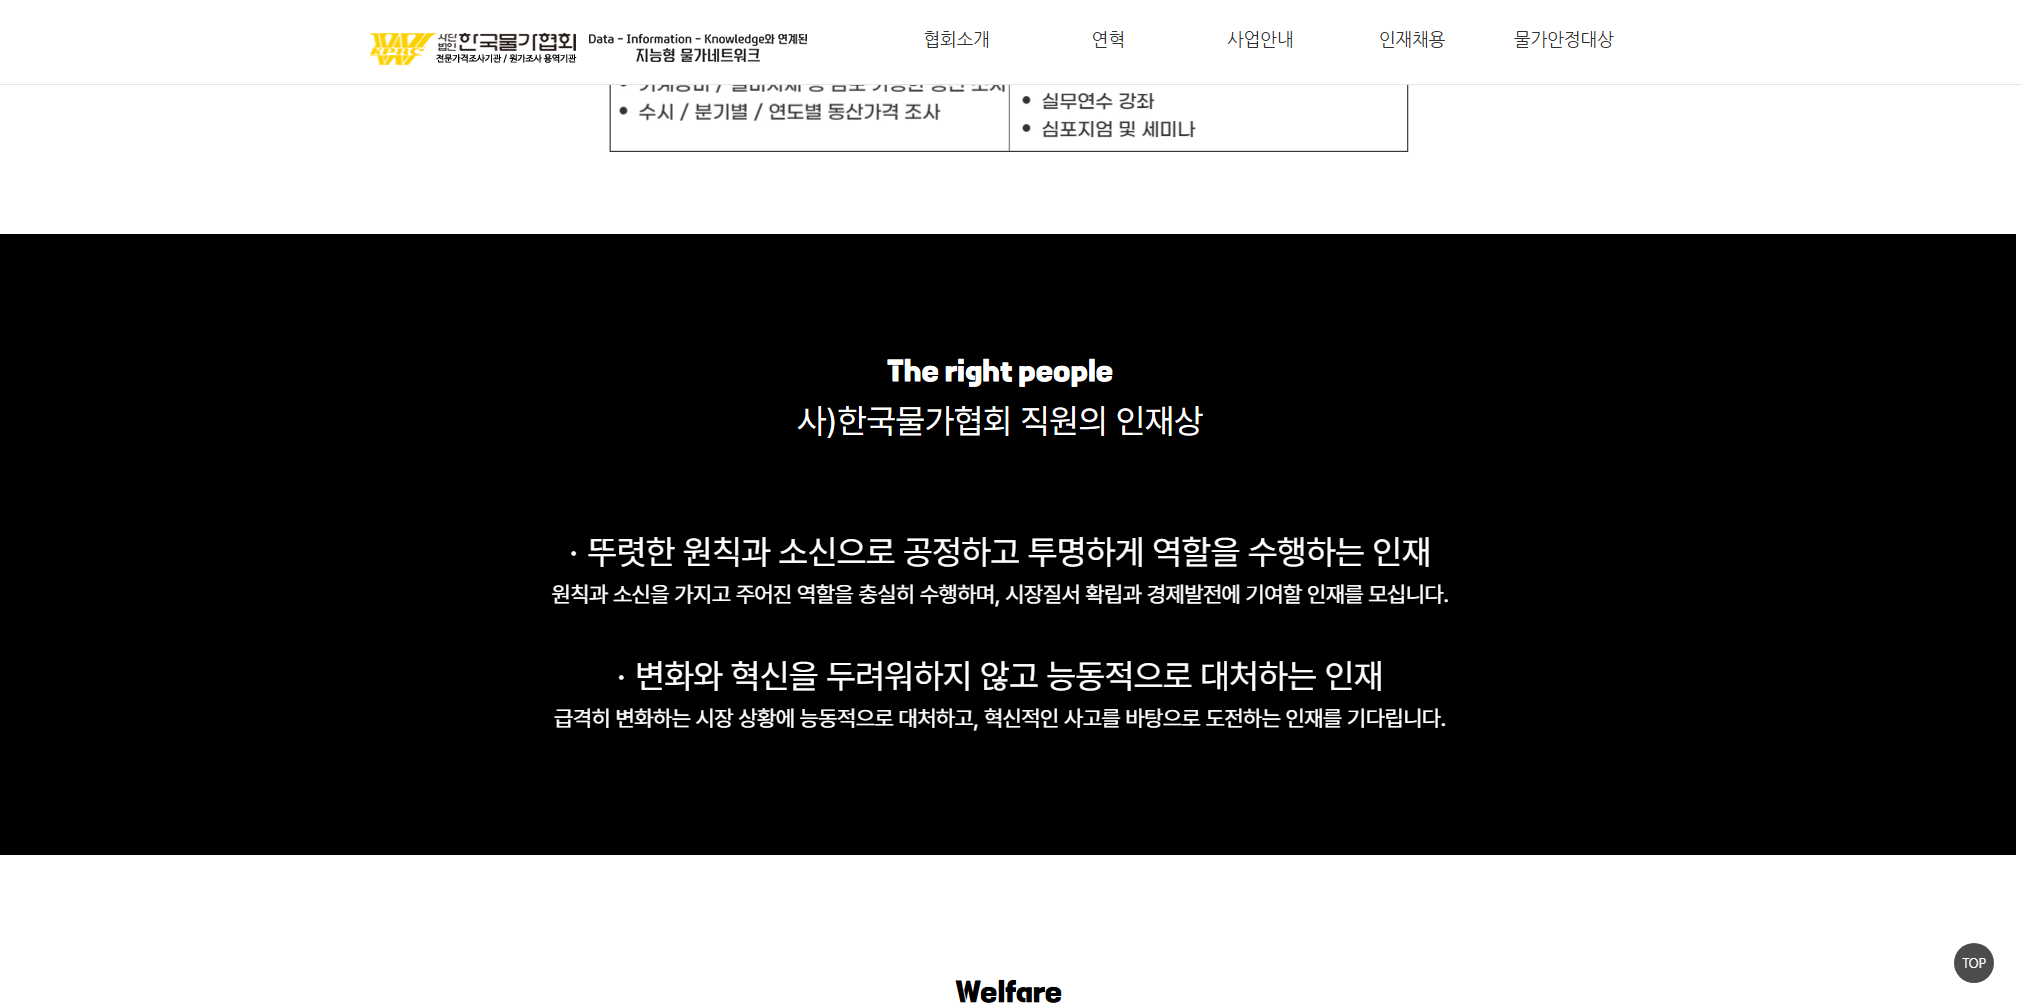 사단법인 한국물가협회
전문가격조사기관 / 원가조사 용역기관
KPRC
Data - Information - Knowledge와 연계된
지능형 물가네트워크
협회소개
연혁
사업안내
인재채용
물가안정대상
• 수시 / 분기별 / 연도별 동산가격 조사
• 실무연수 강좌
• 심포지엄 및 세미나
The right people
사)한국물가협회 직원의 인재상
· 뚜렷한 원칙과 소신으로 공정하고 투명하게 역할을 수행하는 인재
원칙과 소신을 가지고 주어진 역할을 충실히 수행하며, 시장질서 확립과 경제발전에 기여할 인재를 모십니다.
· 변화와 혁신을 두려워하지 않고 능동적으로 대처하는 인재
급격히 변화하는 시장 상황에 능동적으로 대처하고, 혁신적인 사고를 바탕으로 도전하는 인재를 기다립니다.
TOP
Welfare